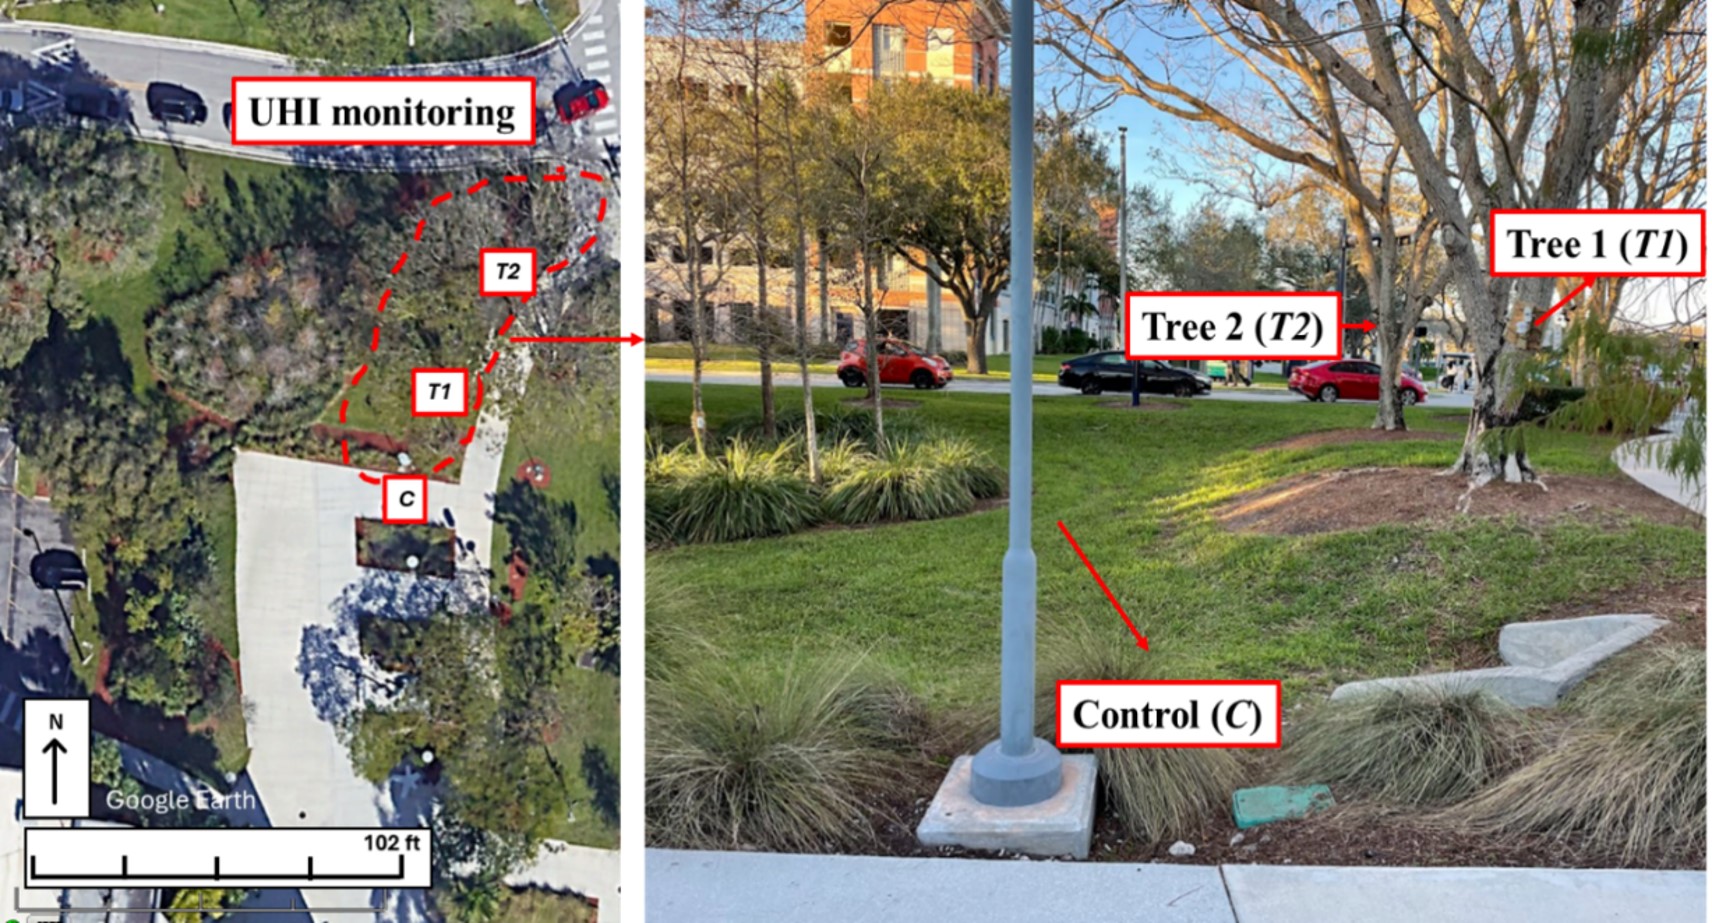 UHI monitoring
T2
T1
C
N
Google Earth
102 ft
Tree 1 (T1)
Tree 2 (T2)
Control (C)